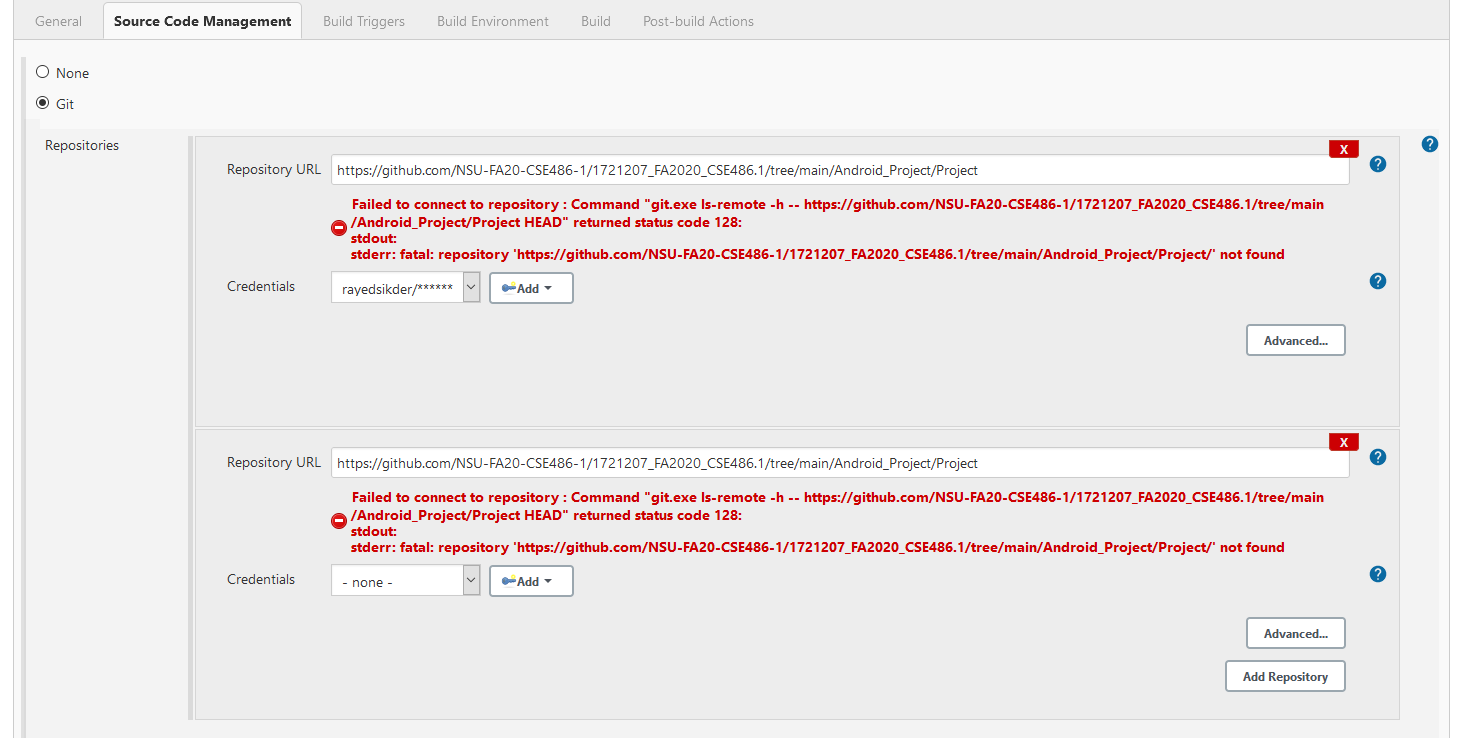 General Source Code Management Build Triggers Build Environment Build Post-build Actions
None
Git
Repositories
X
Repository URL https://github.com/NSU-FA20-CSE486-1/1721207_FA2020_CSE486.1/tree/main/Android_Project/Project
Failed to connect to repository : Command "git.exe ls-remote -h -- https://github.com/NSU-FA20-CSE486-1/1721207_FA2020_CSE486.1/tree/main
/Android_Project/Project HEAD" returned status code 128:
stdout:
stderr: fatal: repository 'https://github.com/NSU-FA20-CSE486-1/1721207_FA2020_CSE486.1/tree/main/Android_Project/Project/' not found
Credentials rayedsikder/****** Add
Advanced...
X
Repository URL https://github.com/NSU-FA20-CSE486-1/1721207_FA2020_CSE486.1/tree/main/Android_Project/Project
Failed to connect to repository : Command "git.exe ls-remote -h -- https://github.com/NSU-FA20-CSE486-1/1721207_FA2020_CSE486.1/tree/main
/Android_Project/Project HEAD" returned status code 128:
stdout:
stderr: fatal: repository 'https://github.com/NSU-FA20-CSE486-1/1721207_FA2020_CSE486.1/tree/main/Android_Project/Project/' not found
Credentials - none - Add
Advanced...
Add Repository